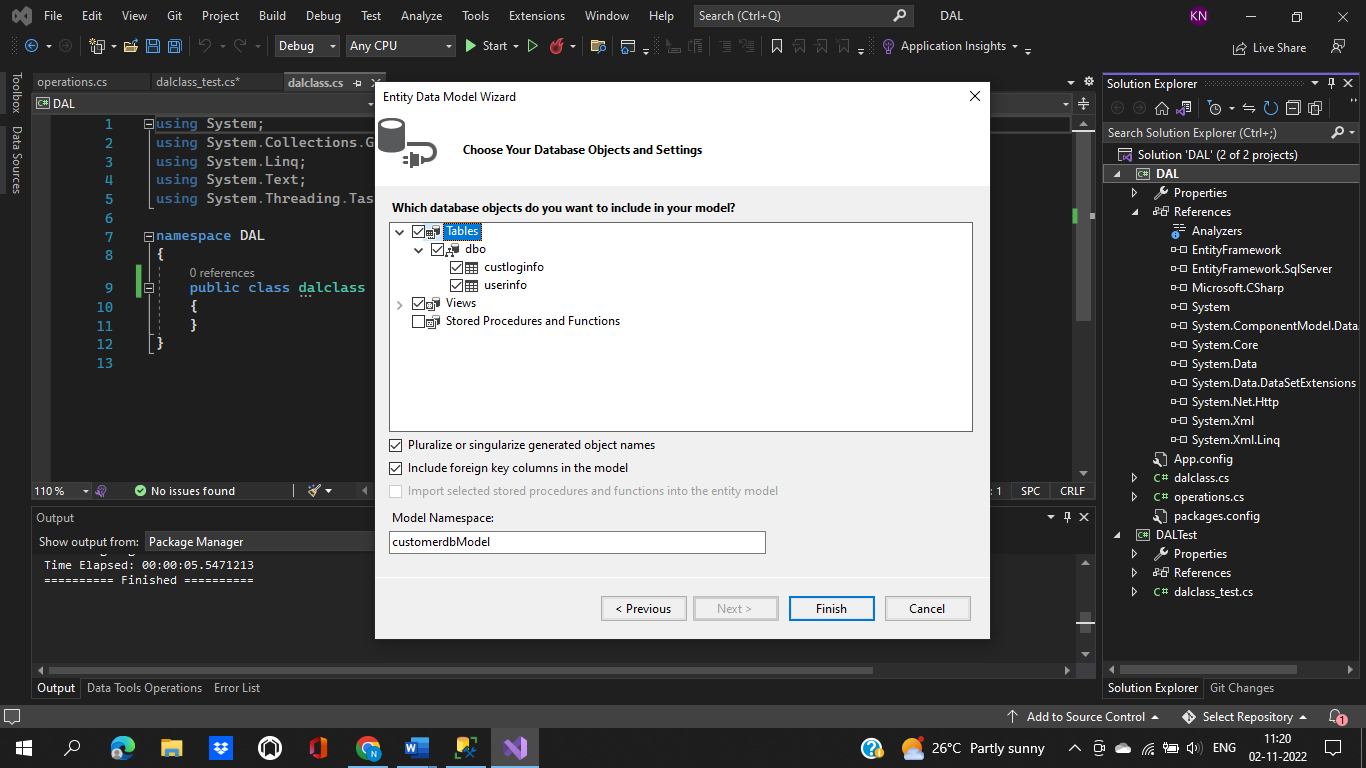 File Edit View Git Project Build Debug Test Analyze Tools Extensions Window Help Search (Ctrl+Q) DAL KN
Debug Any CPU Start Application Insights Live Share
Toolbox
Data Sources
operations.cs dalclass_test.cs* dalclass.cs
DAL
1 using System;
2 using System.Collections.G
3 using System.Linq;
4 using System.Text;
5 using System.Threading.Tas
6
7 namespace DAL
8 {
0 references
9 public class dalclass
10 {
11 }
12 }
13
110 % No issues found : 1 SPC CRLF
Output
Show output from: Package Manager
Time Elapsed: 00:00:05.5471213
========== Finished ==========
Output Data Tools Operations Error List
Entity Data Model Wizard
Choose Your Database Objects and Settings
Which database objects do you want to include in your model?
Tables
dbo
custloginfo
userinfo
Views
Stored Procedures and Functions
Pluralize or singularize generated object names
Include foreign key columns in the model
Import selected stored procedures and functions into the entity model
Model Namespace:
customerdbModel
< Previous Next > Finish Cancel
Solution Explorer
Search Solution Explorer (Ctrl+;)
Solution 'DAL' (2 of 2 projects)
C# DAL
Properties
References
Analyzers
EntityFramework
EntityFramework.SqlServer
Microsoft.CSharp
System
System.ComponentModel.Data.
System.Core
System.Data
System.Data.DataSetExtensions
System.Net.Http
System.Xml
System.Xml.Linq
App.config
C# dalclass.cs
C# operations.cs
packages.config
C# DALTest
Properties
References
C# dalclass_test.cs
Solution Explorer Git Changes
Add to Source Control Select Repository 1
26°C Partly sunny ENG 11:20
02-11-2022